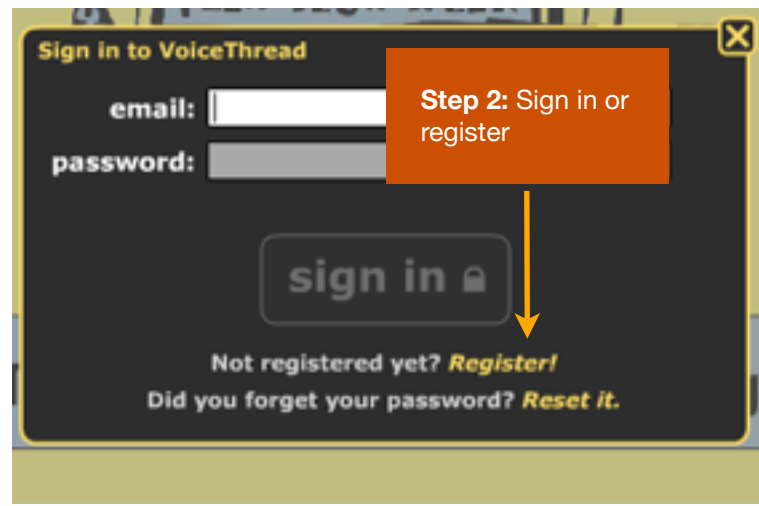 Sign in to VoiceThread
email:
password:
Step 2: Sign in or
register
sign in
Not registered yet? Register!
Did you forget your password? Reset it.